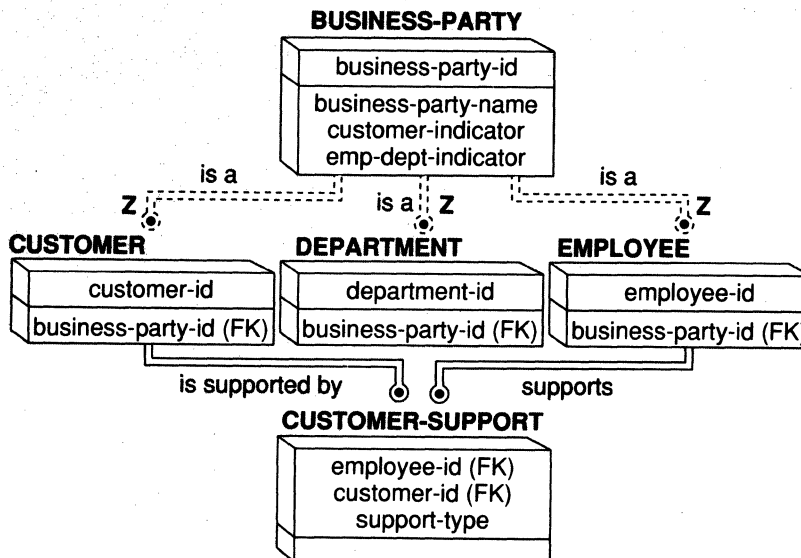 BUSINESS-PARTY
business-party-id
business-party-name
customer-indicator
emp-dept-indicator
is a
is a
is a
Z
Z
Z
CUSTOMER
DEPARTMENT
EMPLOYEE
customer-id
department-id
employee-id
business-party-id (FK)
business-party-id (FK)
business-party-id (FK)
is supported by
supports
CUSTOMER-SUPPORT
employee-id (FK)
customer-id (FK)
support-type